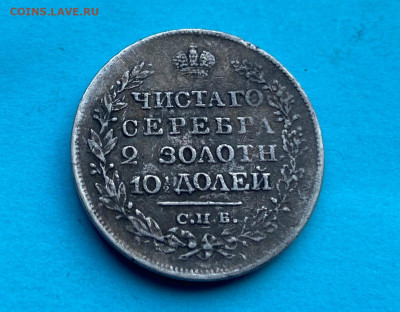 COINS.LAVE.RU
ЧИСТАГО
СЕРЕБРА
2 ЗОЛОТН
10: ДОЛЕЙ
С.П.Б.